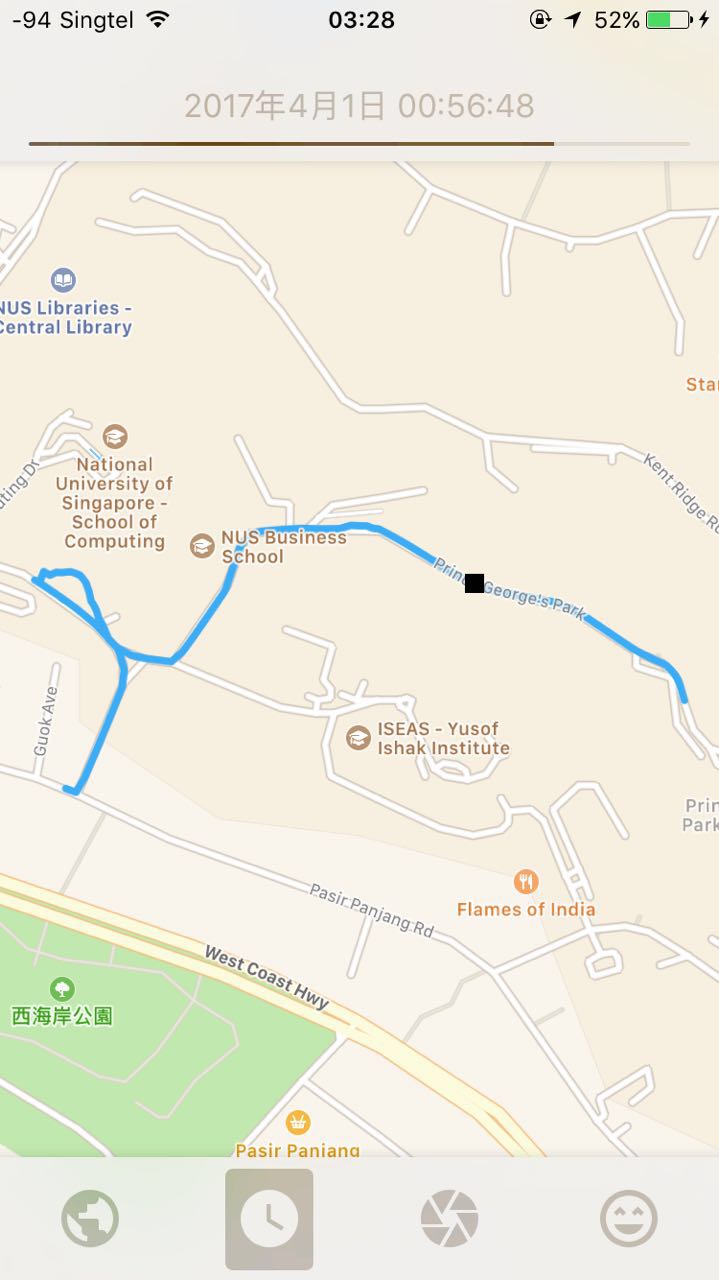 -94 Singtel 03:28 52%
2017年4月1日 00:56:48
NUS Libraries -
Central Library
Star
National
University of
Singapore -
School of
Computing
Kent Ridge Rd
NUS Business
School
George's Park
Guok Ave
ISEAS - Yusof
Ishak Institute
Prin
Park
Flames of India
Pasir Panjang Rd
West Coast Hwy
西海岸公園
Pasir Panjang